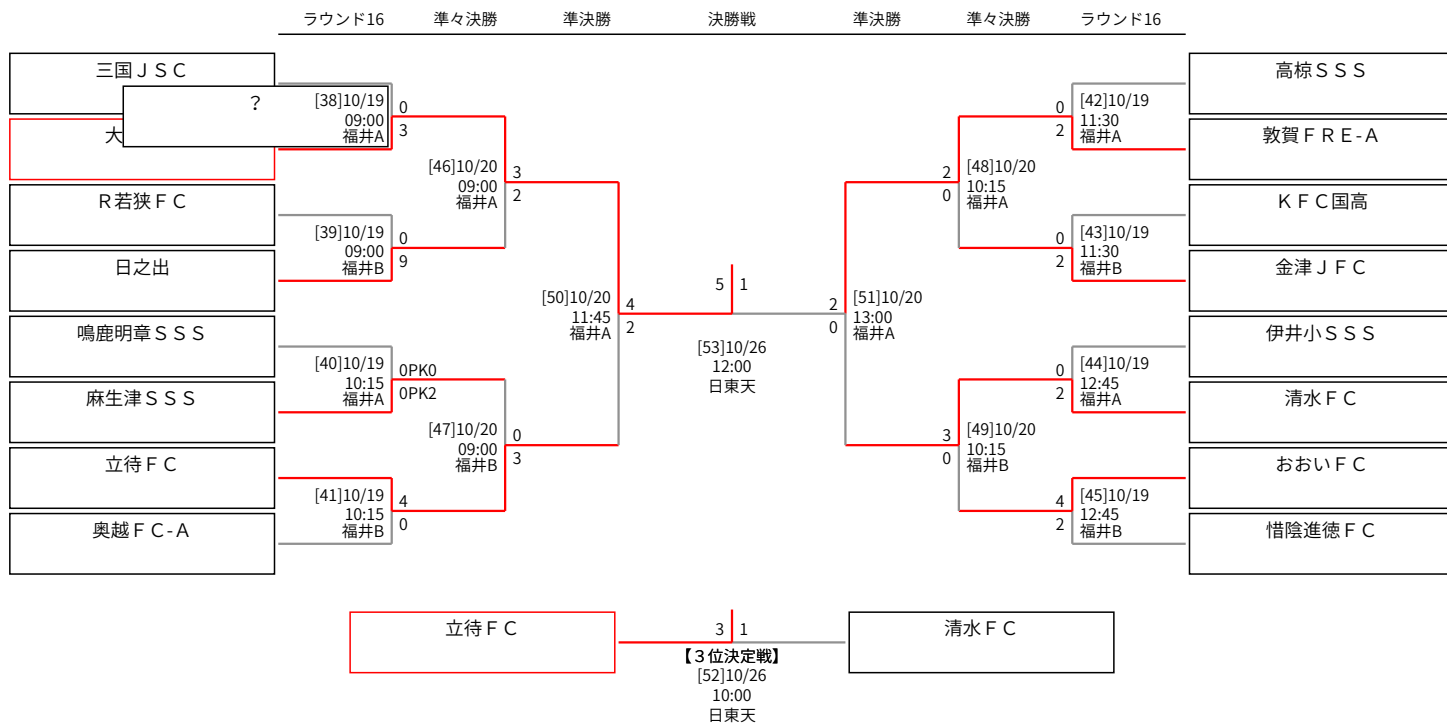 ラウンド16 準々決勝 準決勝 決勝戦 準決勝 準々決勝 ラウンド16
三国ＪＳＣ
?
大
Ｒ若狭ＦＣ
日之出
鳴鹿明章ＳＳＳ
麻生津ＳＳＳ
立待ＦＣ
奥越ＦＣ-Ａ
[38]10/19
09:00
福井A
0
3
[39]10/19
09:00
福井B
0
9
[40]10/19
10:15
福井A
0PK0
0PK2
[41]10/19
10:15
福井B
4
0
[46]10/20
09:00
福井A
3
2
[47]10/20
09:00
福井B
0
3
[50]10/20
11:45
福井A
4
2
5 1
[53]10/26
12:00
日東天
2
0
[51]10/20
13:00
福井A
2
0
[48]10/20
10:15
福井A
3
0
[49]10/20
10:15
福井B
0
2
[42]10/19
11:30
福井A
0
2
[43]10/19
11:30
福井B
0
2
[44]10/19
12:45
福井A
4
2
[45]10/19
12:45
福井B
高椋ＳＳＳ
敦賀ＦＲＥ-Ａ
ＫＦＣ国高
金津ＪＦＣ
伊井小ＳＳＳ
清水ＦＣ
おおいＦＣ
惜陰進徳ＦＣ
立待ＦＣ
3 1
清水ＦＣ
【３位決定戦】
[52]10/26
10:00
日東天